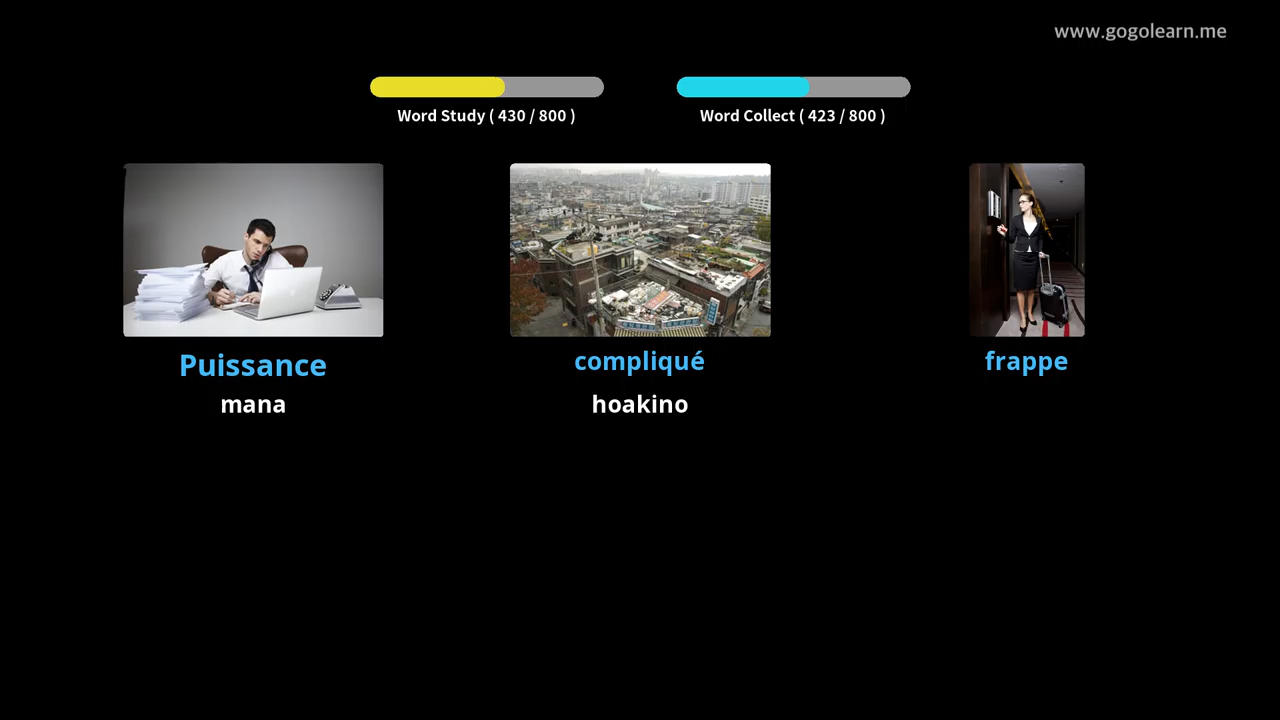 www.gogolearn.me
Word Study ( 430 / 800 )
Word Collect ( 423 / 800 )
Puissance
compliqué
frappe
mana
hoakino